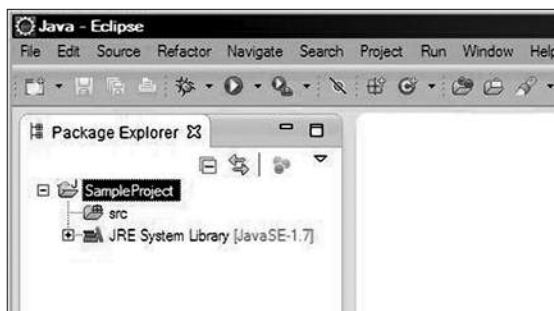 Java - Eclipse
File Edit Source Refactor Navigate Search Project Run Window Help
Package Explorer
SampleProject
src
JRE System Library [JavaSE-1.7]